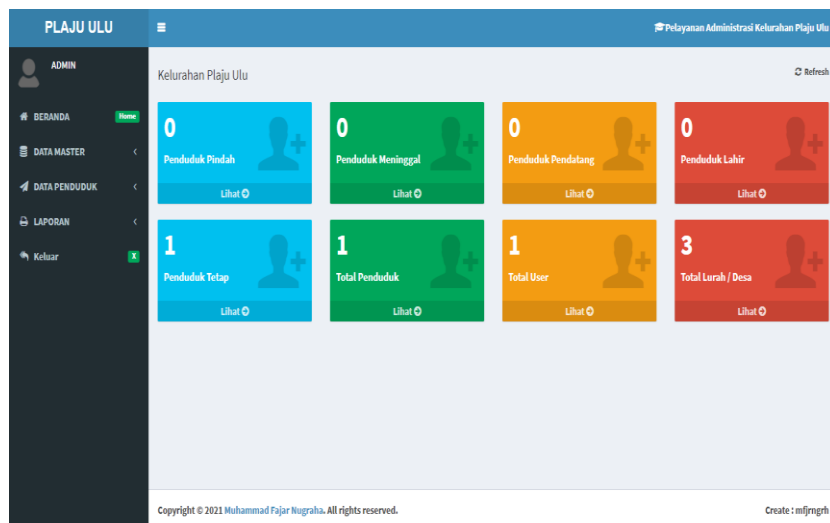 PLAJU ULU
Pelayanan Administrasi Kelurahan Plaju Ulu
ADMIN
BERANDA Home
DATA MASTER
DATA PENDUDUK
LAPORAN
Keluar X
Kelurahan Plaju Ulu
Refresh
0
Penduduk Pindah
Lihat
0
Penduduk Meninggal
Lihat
0
Penduduk Pendatang
Lihat
0
Penduduk Lahir
Lihat
1
Penduduk Tetap
Lihat
1
Total Penduduk
Lihat
1
Total User
Lihat
3
Total Lurah / Desa
Lihat
Copyright © 2021 Muhammad Fajar Nugraha. All rights reserved.
Create : mfjrngrh